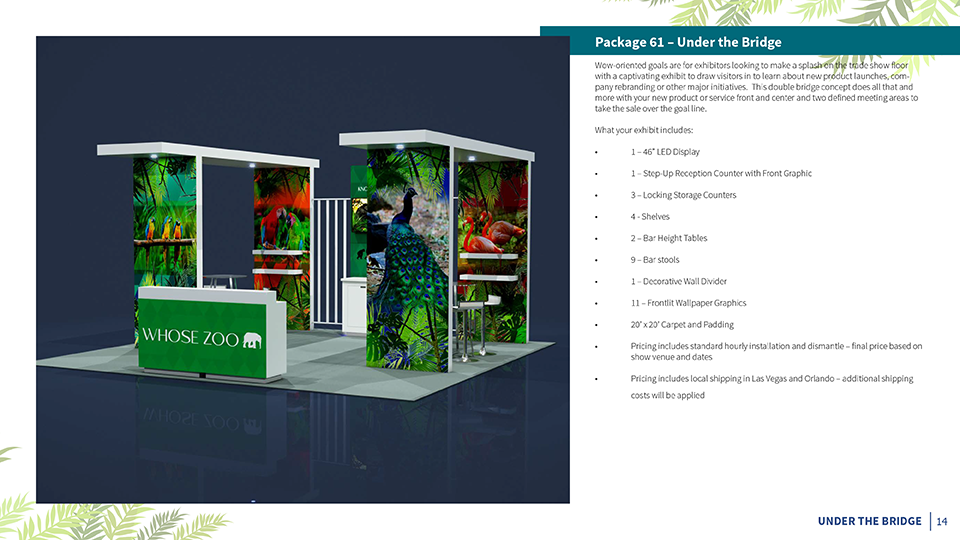 Package 61 – Under the Bridge
Wow-oriented goals are for exhibitors looking to make a splash on the trade show floor
with a captivating exhibit to draw visitors in to learn about new product launches, com-
pany rebranding or other major initiatives. This double bridge concept does all that and
more with your new product or service front and center and two defined meeting areas to
take the sale over the goal line.
What your exhibit includes:
• 1 – 46" LED Display
• 1 – Step-Up Reception Counter with Front Graphic
• 3 – Locking Storage Counters
• 4 - Shelves
• 2 – Bar Height Tables
• 9 – Bar stools
• 1 – Decorative Wall Divider
• 11 – Frontlit Wallpaper Graphics
• 20' x 20' Carpet and Padding
• Pricing includes standard hourly installation and dismantle – final price based on
show venue and dates
• Pricing includes local shipping in Las Vegas and Orlando – additional shipping
costs will be applied
WHOSE ZOO
UNDER THE BRIDGE
14